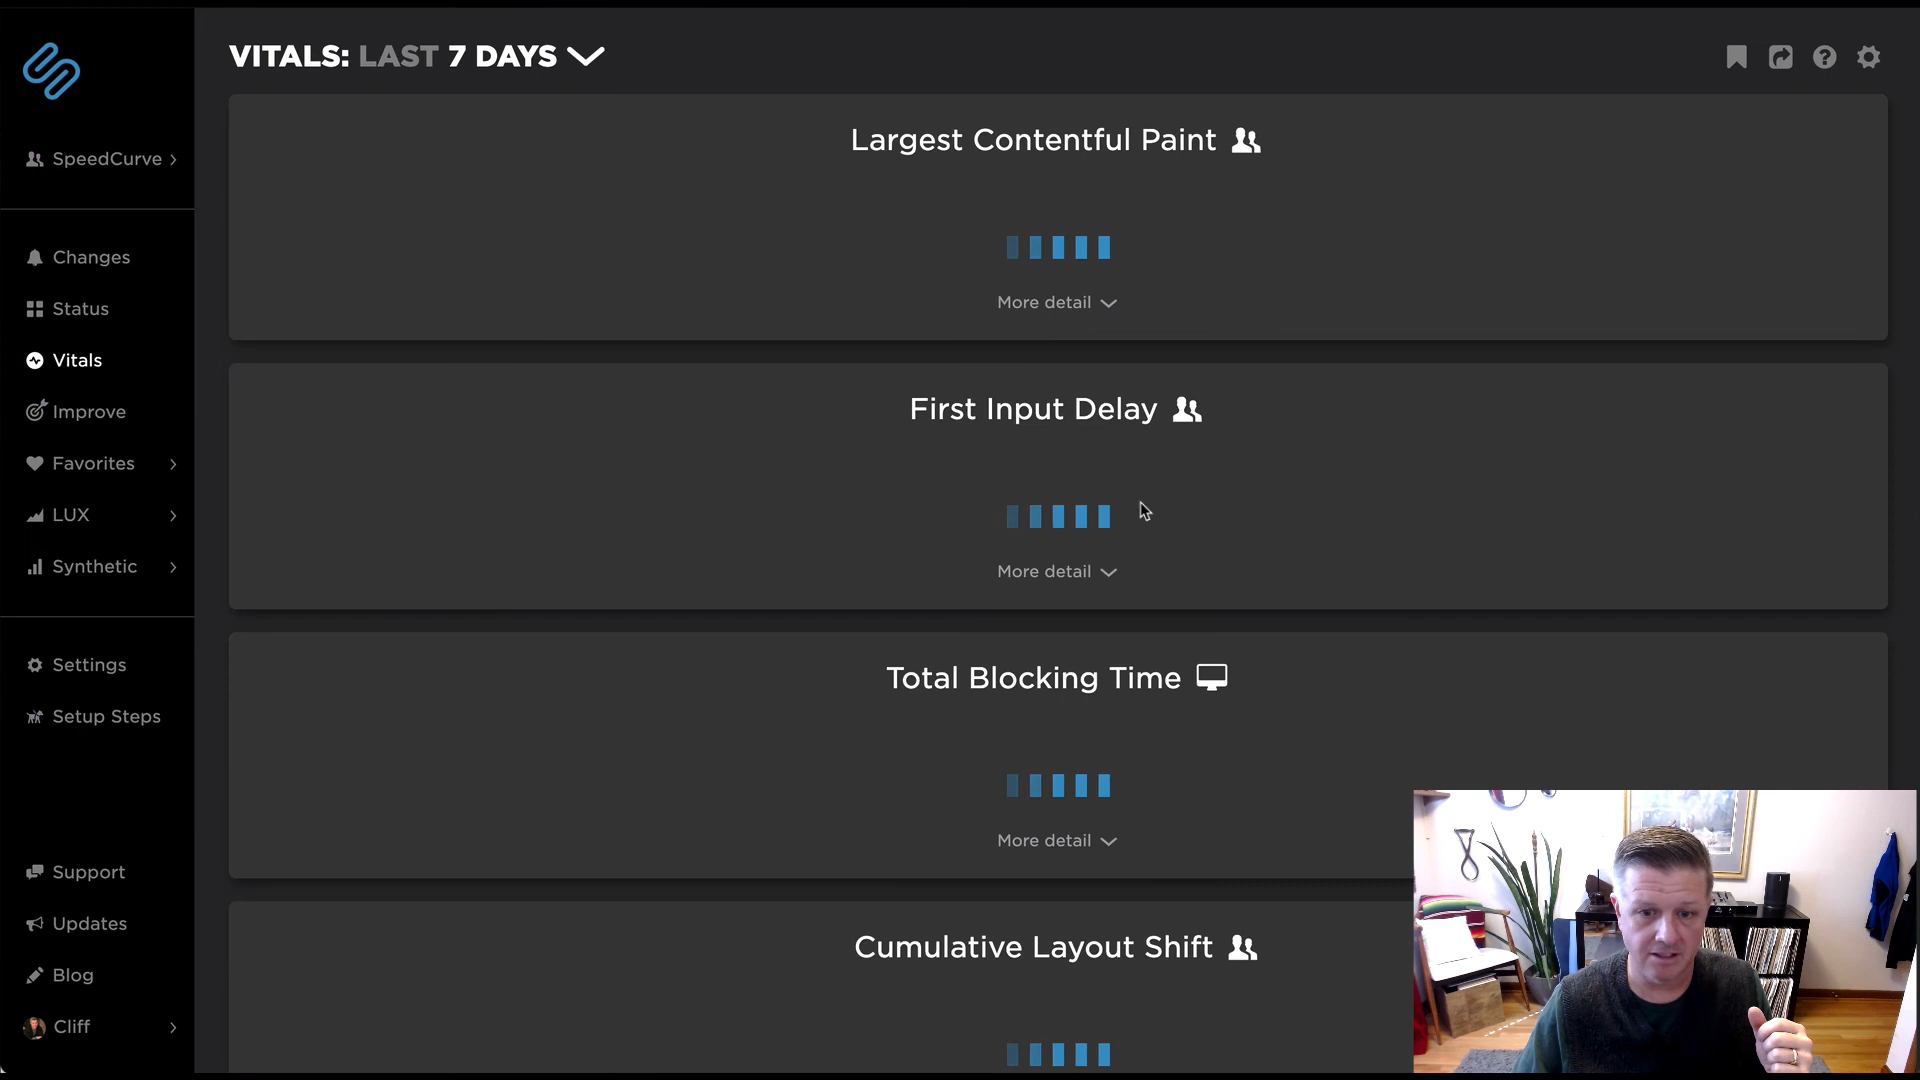 VITALS: LAST 7 DAYS
SpeedCurve
Changes
Status
Vitals
Improve
Favorites
LUX
Synthetic
Settings
Setup Steps
Support
Updates
Blog
Cliff
Largest Contentful Paint
More detail
First Input Delay
More detail
Total Blocking Time
More detail
Cumulative Layout Shift